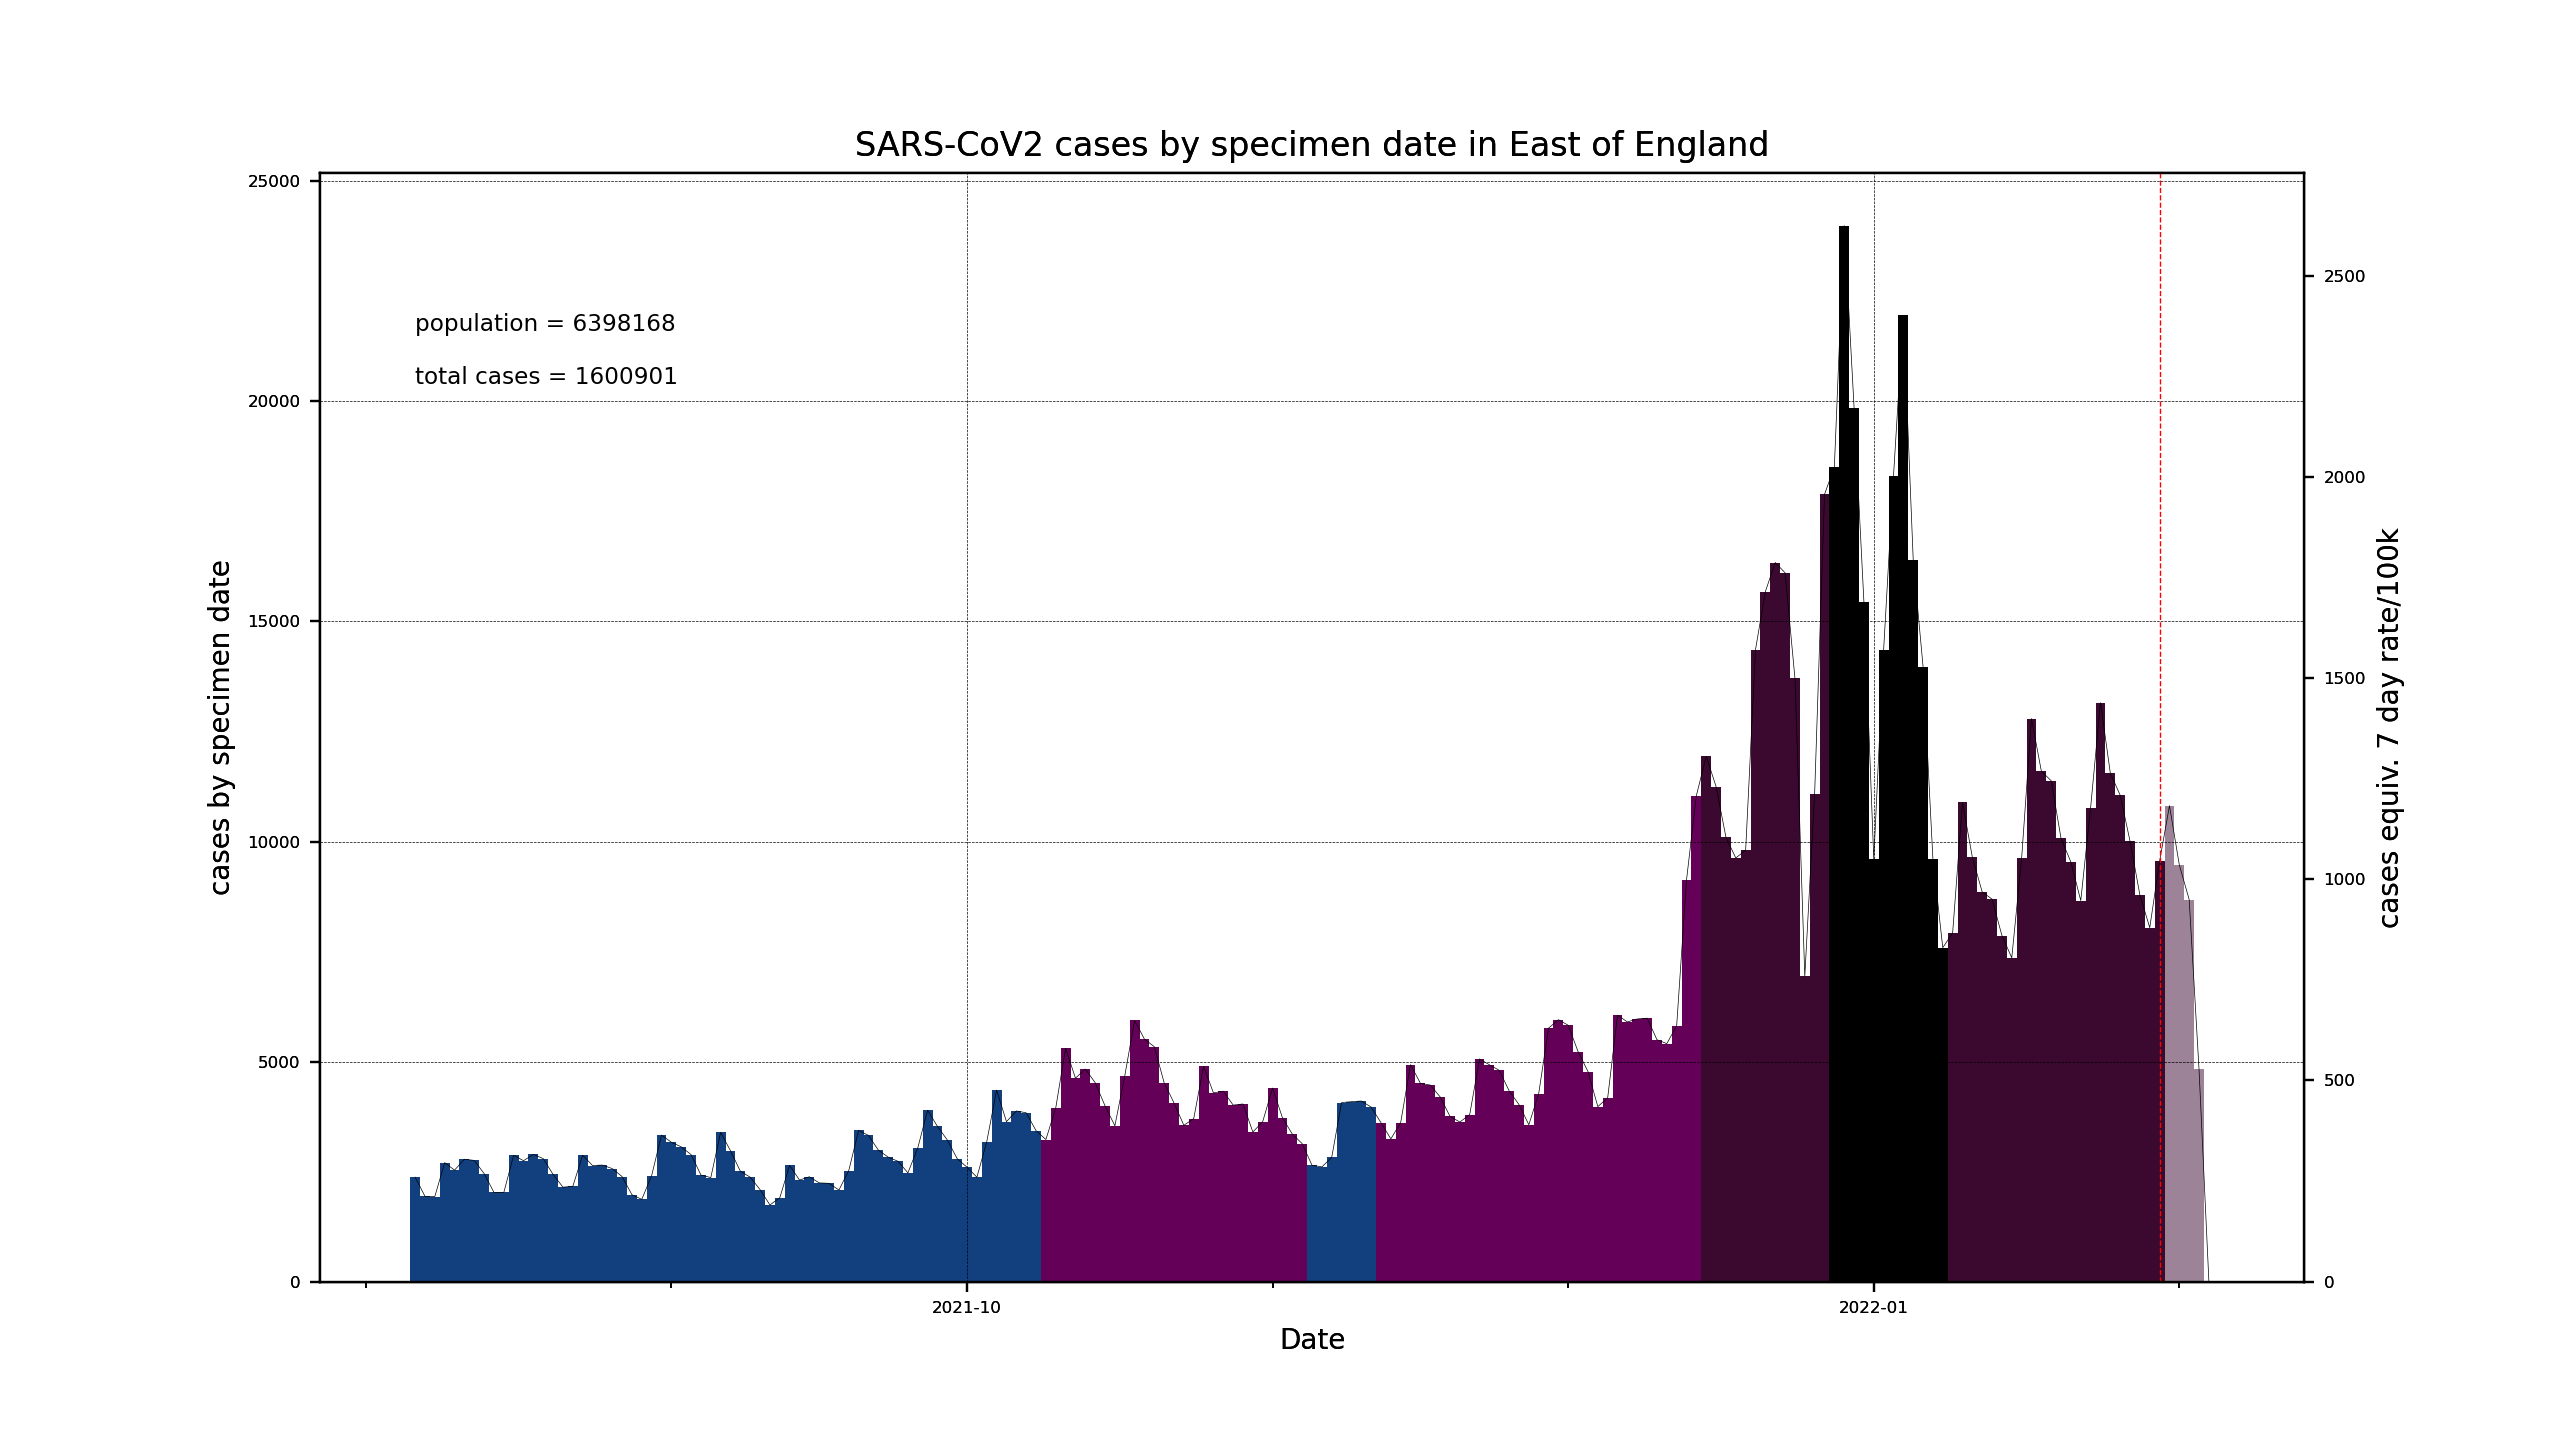 SARS-CoV2 cases by specimen date in East of England
population = 6398168
total cases = 1600901
cases by specimen date
25000
20000
15000
10000
5000
0
2500
2000
1500
1000
500
0
cases equiv. 7 day rate/100k
2021-10
2022-01
Date